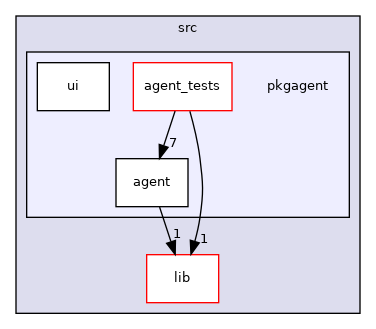 src
ui
agent_tests
pkgagent
7
agent
1
1
lib